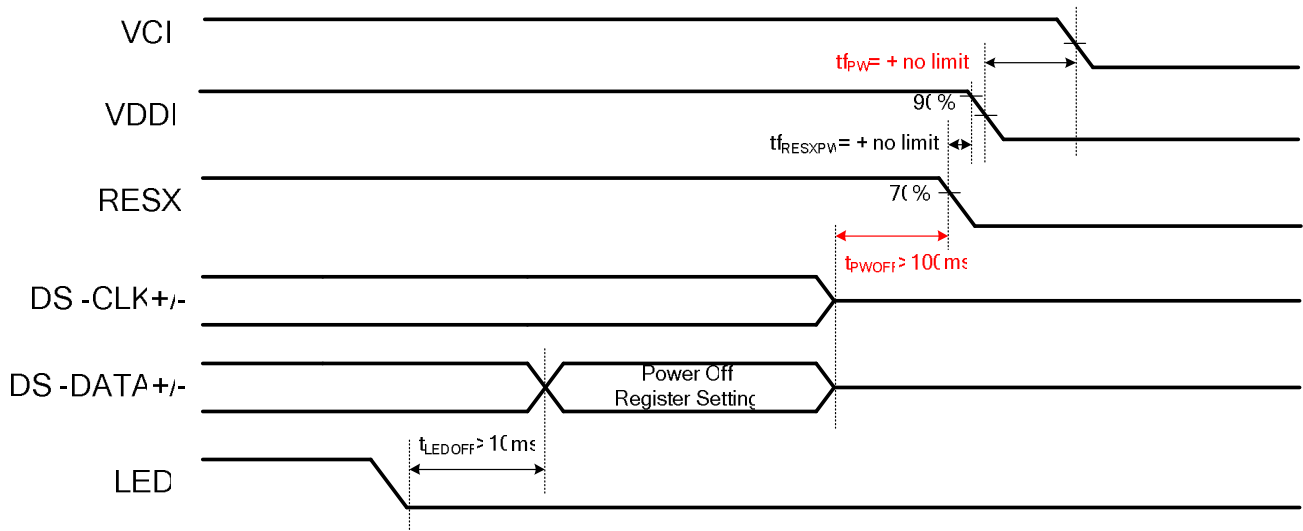 VCI
tfPW= + no limit
VDDI
90%
tfRESXPW= + no limit
RESX
70%
tPWOFF> 100ms
DS-CLK+/-
DS-DATA+/-
Power Off
Register Setting
tLEDOFF> 10ms
LED